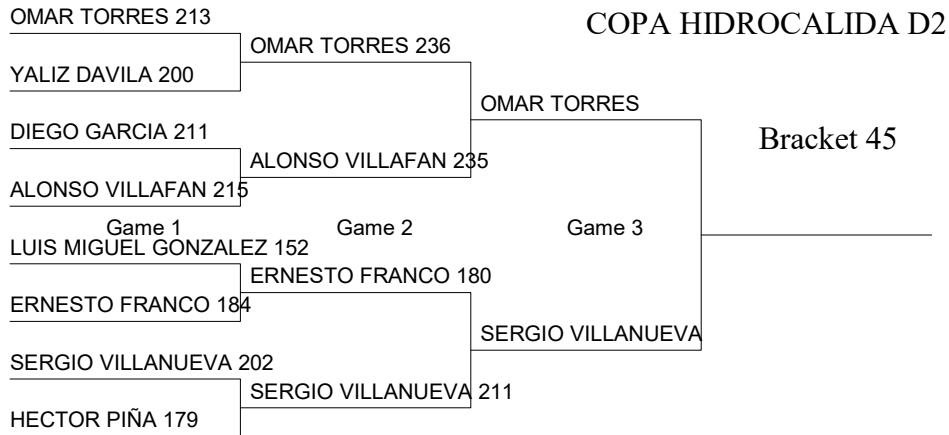 COPA HIDROCALIDA D2
Bracket 45
OMAR TORRES 213
YALIZ DAVILA 200
DIEGO GARCIA 211
ALONSO VILLAFAN 215
Game 1
LUIS MIGUEL GONZALEZ 152
ERNESTO FRANCO 184
SERGIO VILLANUEVA 202
HECTOR PIÑA 179
OMAR TORRES 236
ALONSO VILLAFAN 235
Game 2
ERNESTO FRANCO 180
SERGIO VILLANUEVA 211
OMAR TORRES
Game 3
SERGIO VILLANUEVA